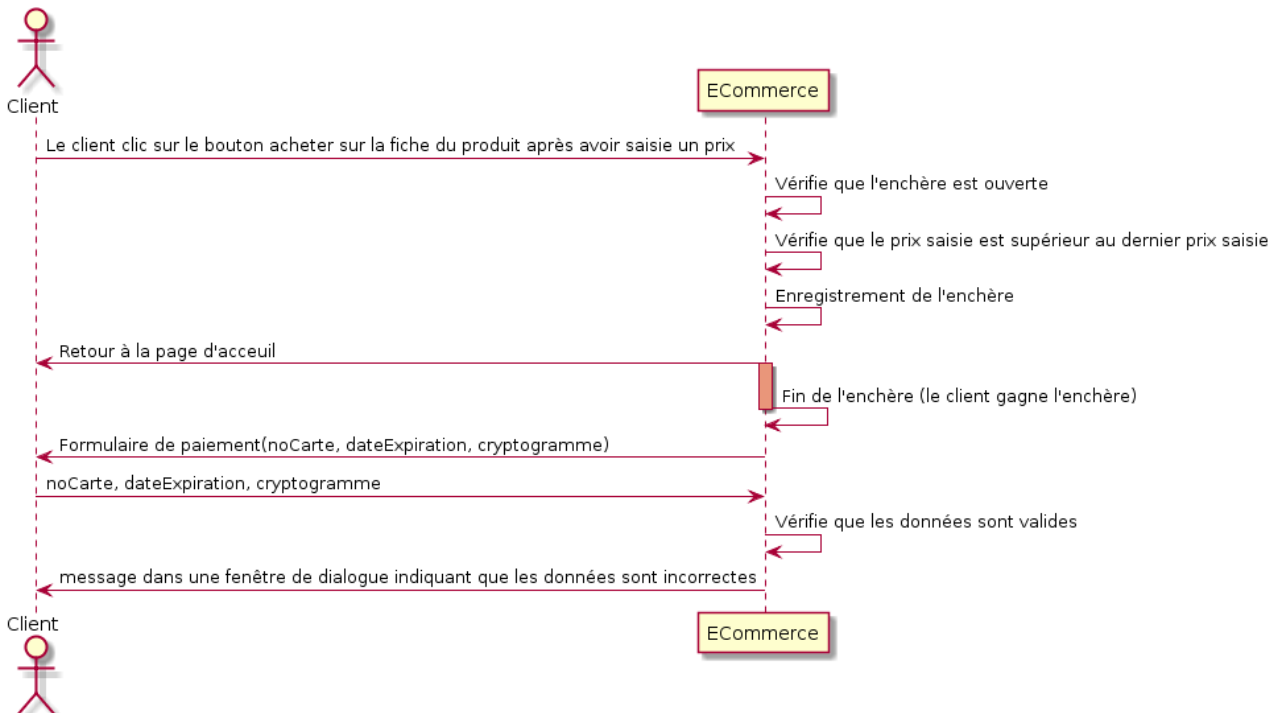 Client
ECommerce
Le client clic sur le bouton acheter sur la fiche du produit après avoir saisie un prix
Vérifie que l'enchère est ouverte
Vérifie que le prix saisie est supérieur au dernier prix saisie
Enregistrement de l'enchère
Retour à la page d'acceuil
Fin de l'enchère (le client gagne l'enchère)
Formulaire de paiement(noCarte, dateExpiration, cryptogramme)
noCarte, dateExpiration, cryptogramme
Vérifie que les données sont valides
message dans une fenêtre de dialogue indiquant que les données sont incorrectes
Client
ECommerce